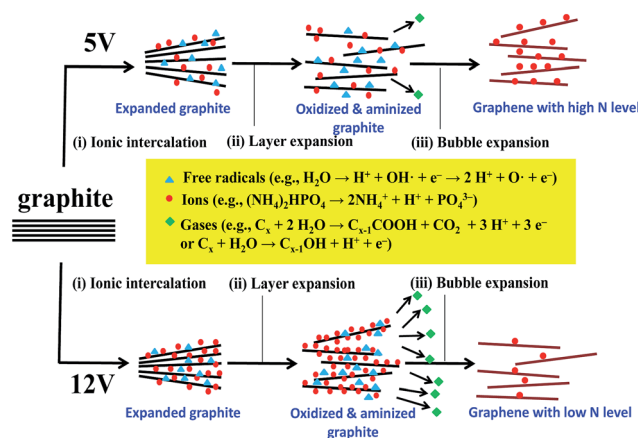 5V
Expanded graphite
Oxidized & aminized
graphite
Graphene with high N level
(i) Ionic intercalation
(ii) Layer expansion
(iii) Bubble expansion
graphite
Free radicals (e.g., H₂O → H⁺ + OH· + e⁻ → 2 H⁺ + O· + e⁻)
Ions (e.g., (NH₄)₂HPO₄ → 2NH₄⁺ + H⁺ + PO₄³⁻)
Gases (e.g., Cₓ + 2 H₂O → Cₓ₋₁COOH + CO₂ + 3 H⁺ + 3 e⁻
or Cₓ + H₂O → Cₓ₋₁OH + H⁺ + e⁻)
(i) Ionic intercalation
(ii) Layer expansion
(iii) Bubble expansion
12V
Expanded graphite
Oxidized & aminized
graphite
Graphene with low N level